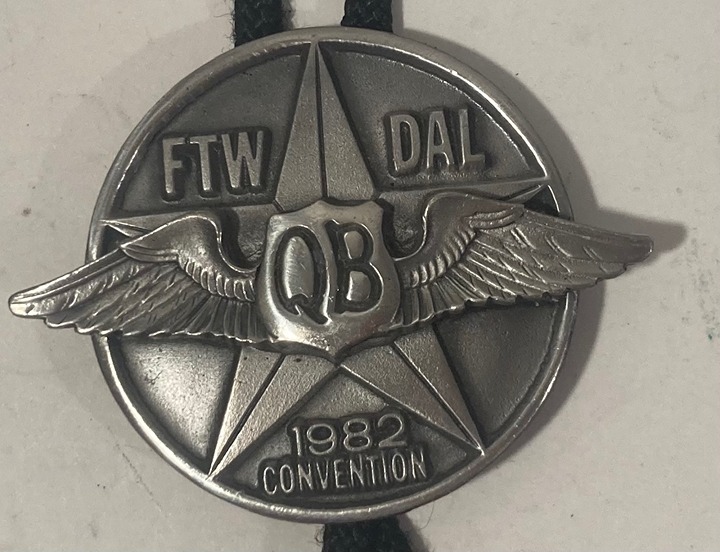 FTW DAL
QB
1982
CONVENTION